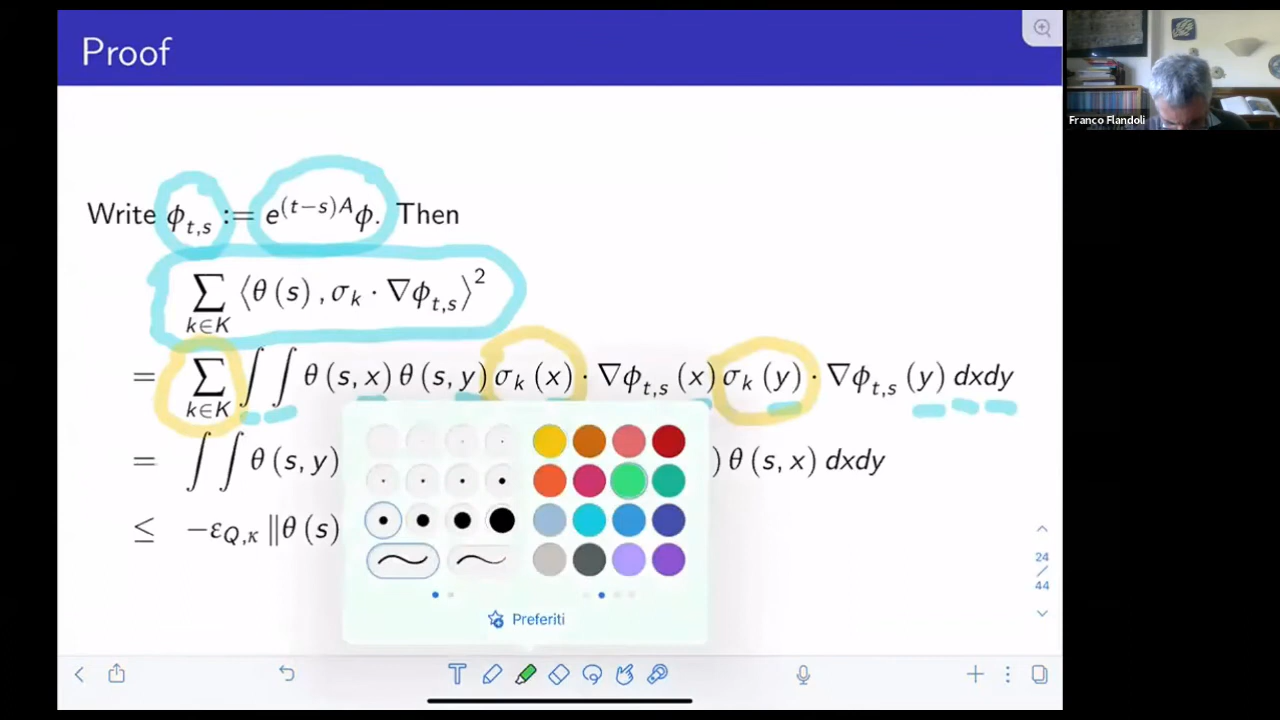 Proof
Franco Flandoli
Write ϕ_{t,s} := e^{(t−s)A}ϕ. Then
∑_{k∈K} ⟨θ(s), σ_k · ∇ϕ_{t,s}⟩²
= ∑_{k∈K} ∫∫ θ(s,x) θ(s,y) σ_k(x) · ∇ϕ_{t,s}(x) σ_k(y) · ∇ϕ_{t,s}(y) dxdy
= ∫∫ θ(s,y) ) θ(s,x) dxdy
≤ −ε_{Q,κ} ‖θ(s)
Preferiti
24
/
44
T